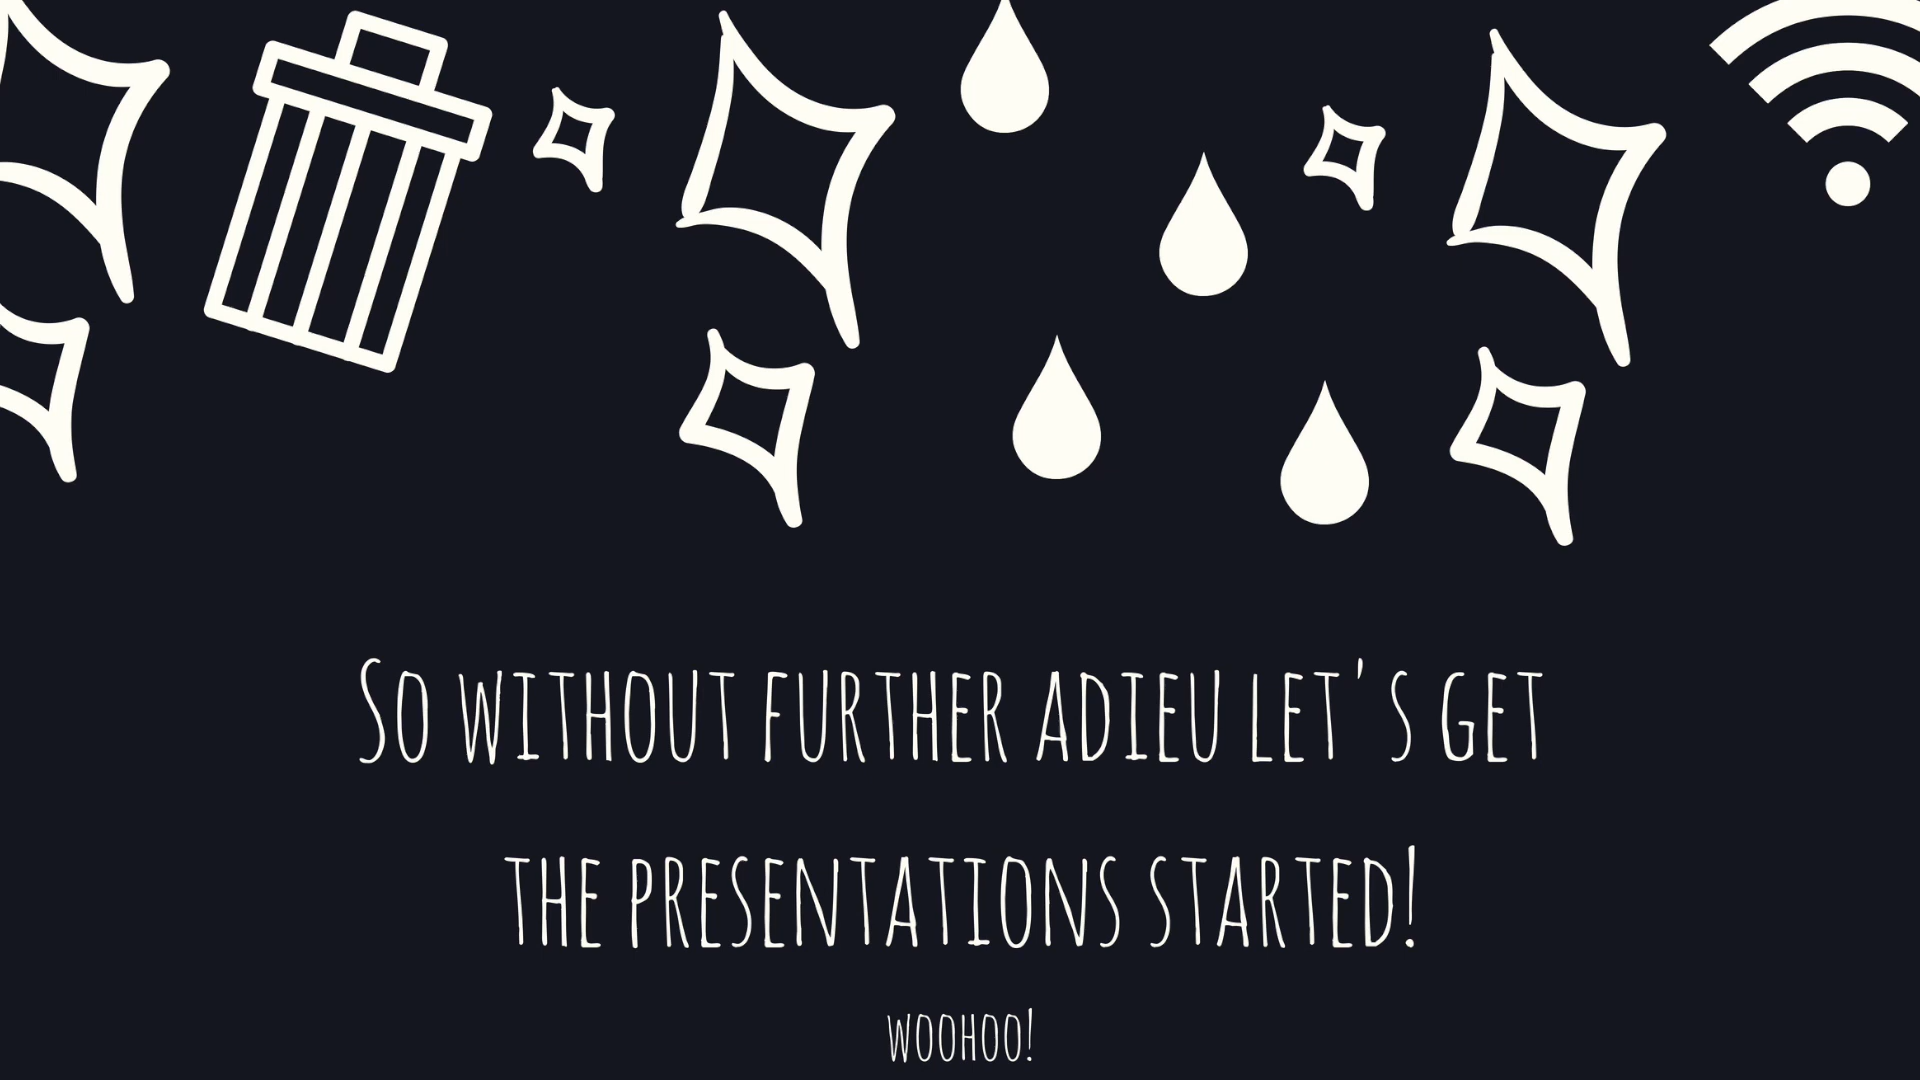 So without further adieu let's get
the presentations started!
woohoo!